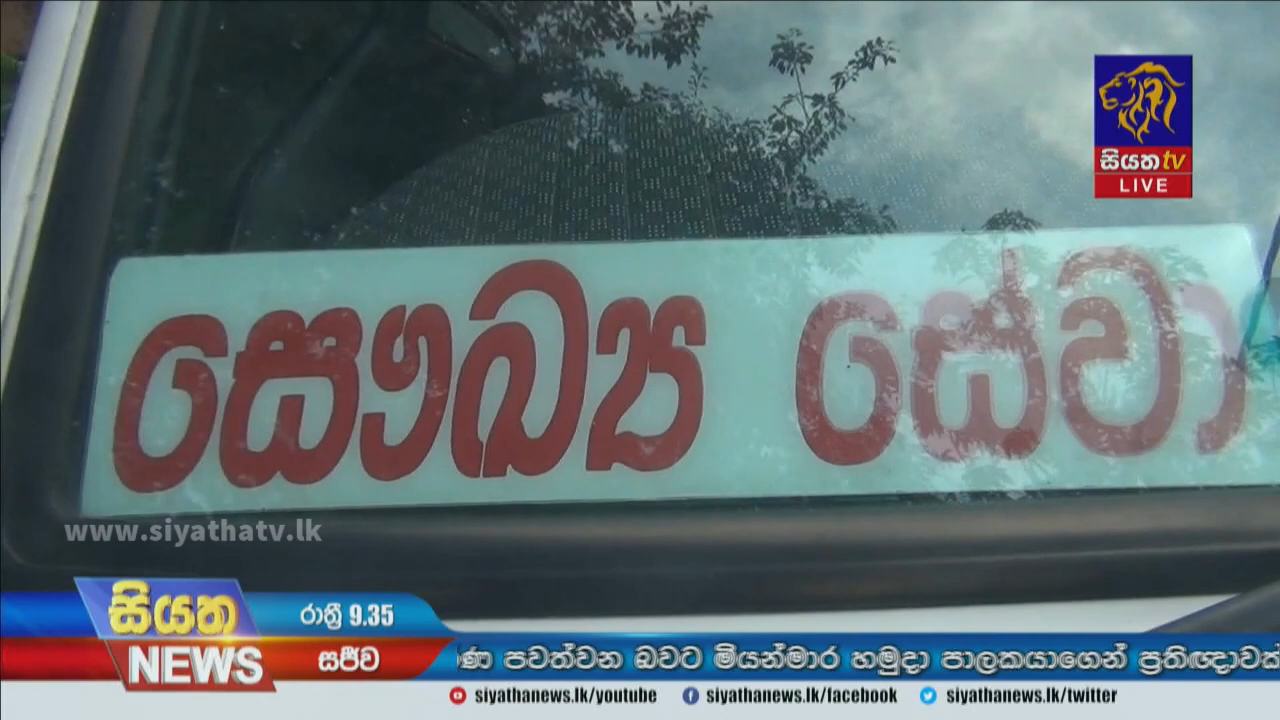 සියත tv
LIVE
සෞඛ්‍ය සේවා
www.siyathatv.lk
සියත
NEWS
රාත්‍රී 9.35
සජීව
පවත්වන බවට මියන්මාර හමුදා පාලකයාගෙන් ප්‍රතිඥාවක්
siyathanews.lk/youtube siyathanews.lk/facebook siyathanews.lk/twitter